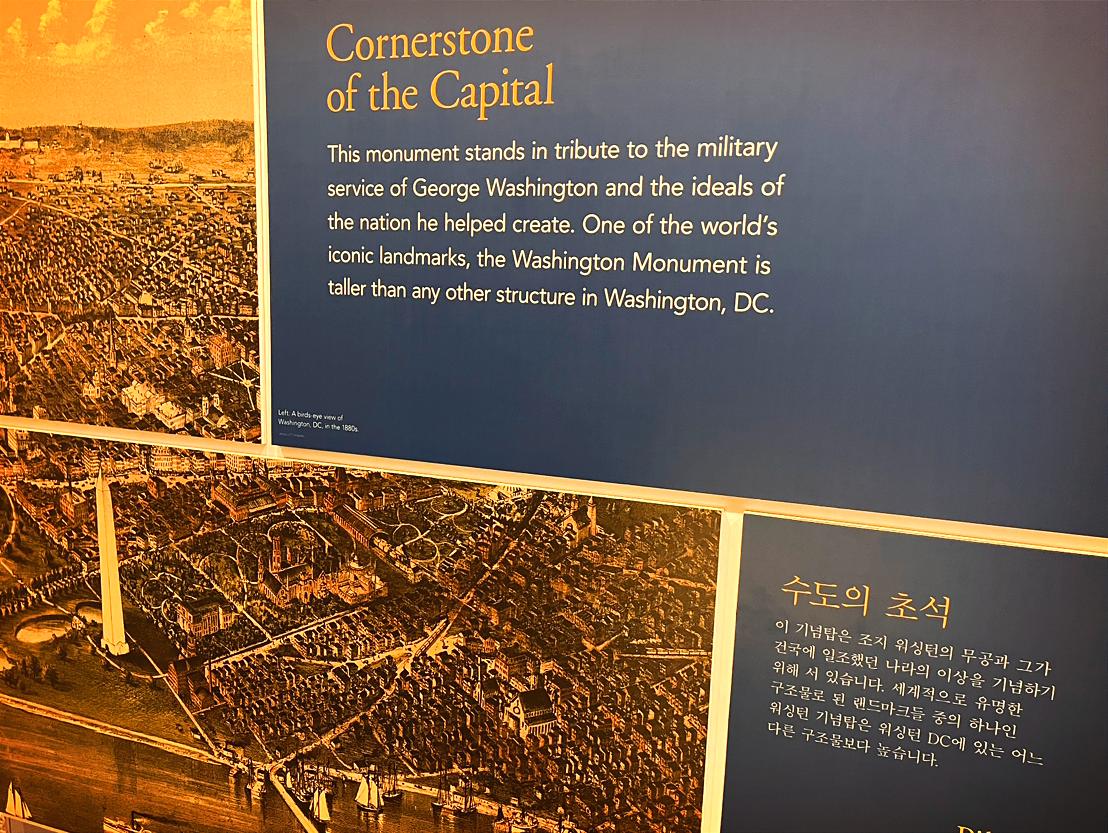 Cornerstone
of the Capital
This monument stands in tribute to the military
service of George Washington and the ideals of
the nation he helped create. One of the world's
iconic landmarks, the Washington Monument is
taller than any other structure in Washington, DC.
Left: A birds-eye view of
Washington, DC, in the 1880s.
수도의 초석
이 기념탑은 조지 워싱턴의 무공과 그가
건국에 일조했던 나라의 이상을 기념하기
위해 서 있습니다. 세계적으로 유명한
구조물로 된 랜드마크들 중의 하나인
워싱턴 기념탑은 워싱턴 DC에 있는 어느
다른 구조물보다 높습니다.